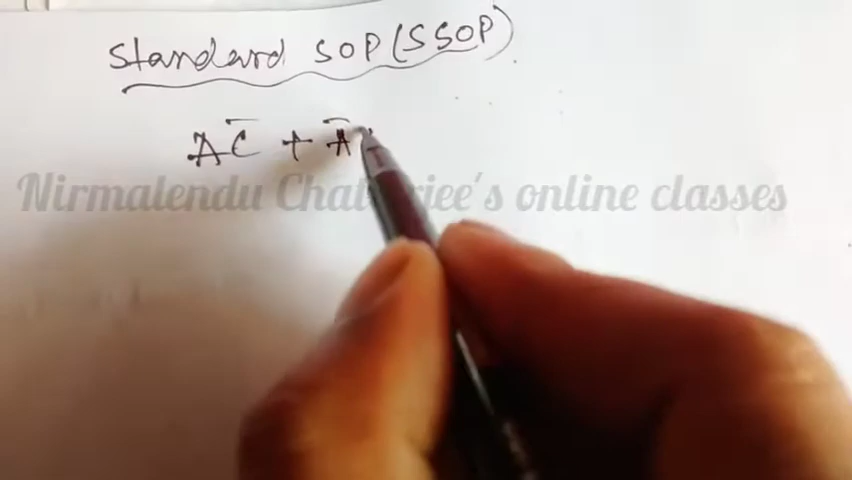 Standard SOP (SSOP)
AC̅ + A̅
Nirmalendu Chatterjee's online classes